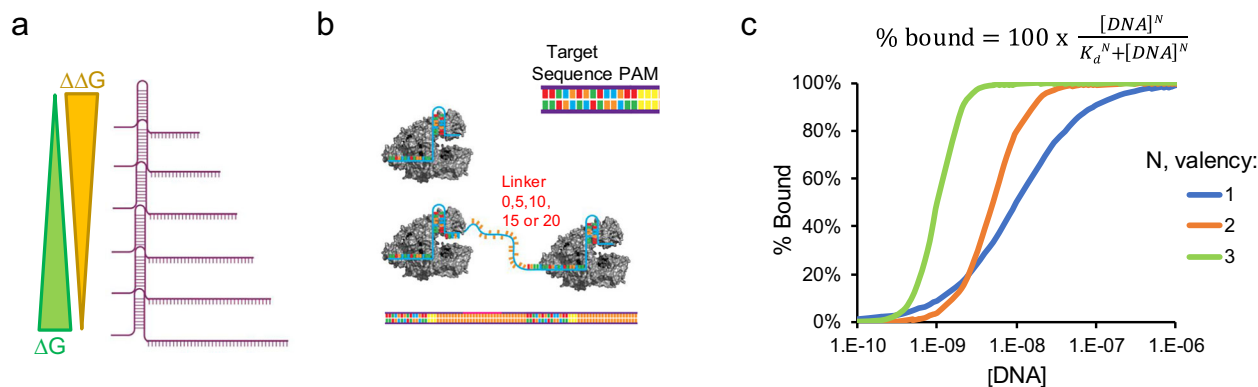 a
ΔΔG
ΔG
b
Target
Sequence PAM
Linker
0,5,10,
15 or 20
c
% bound = 100 x [DNA]^N / K_d^N+[DNA]^N
100%
80%
60%
40%
20%
0%
% Bound
1.E-10 1.E-09 1.E-08 1.E-07 1.E-06
[DNA]
N, valency:
1
2
3